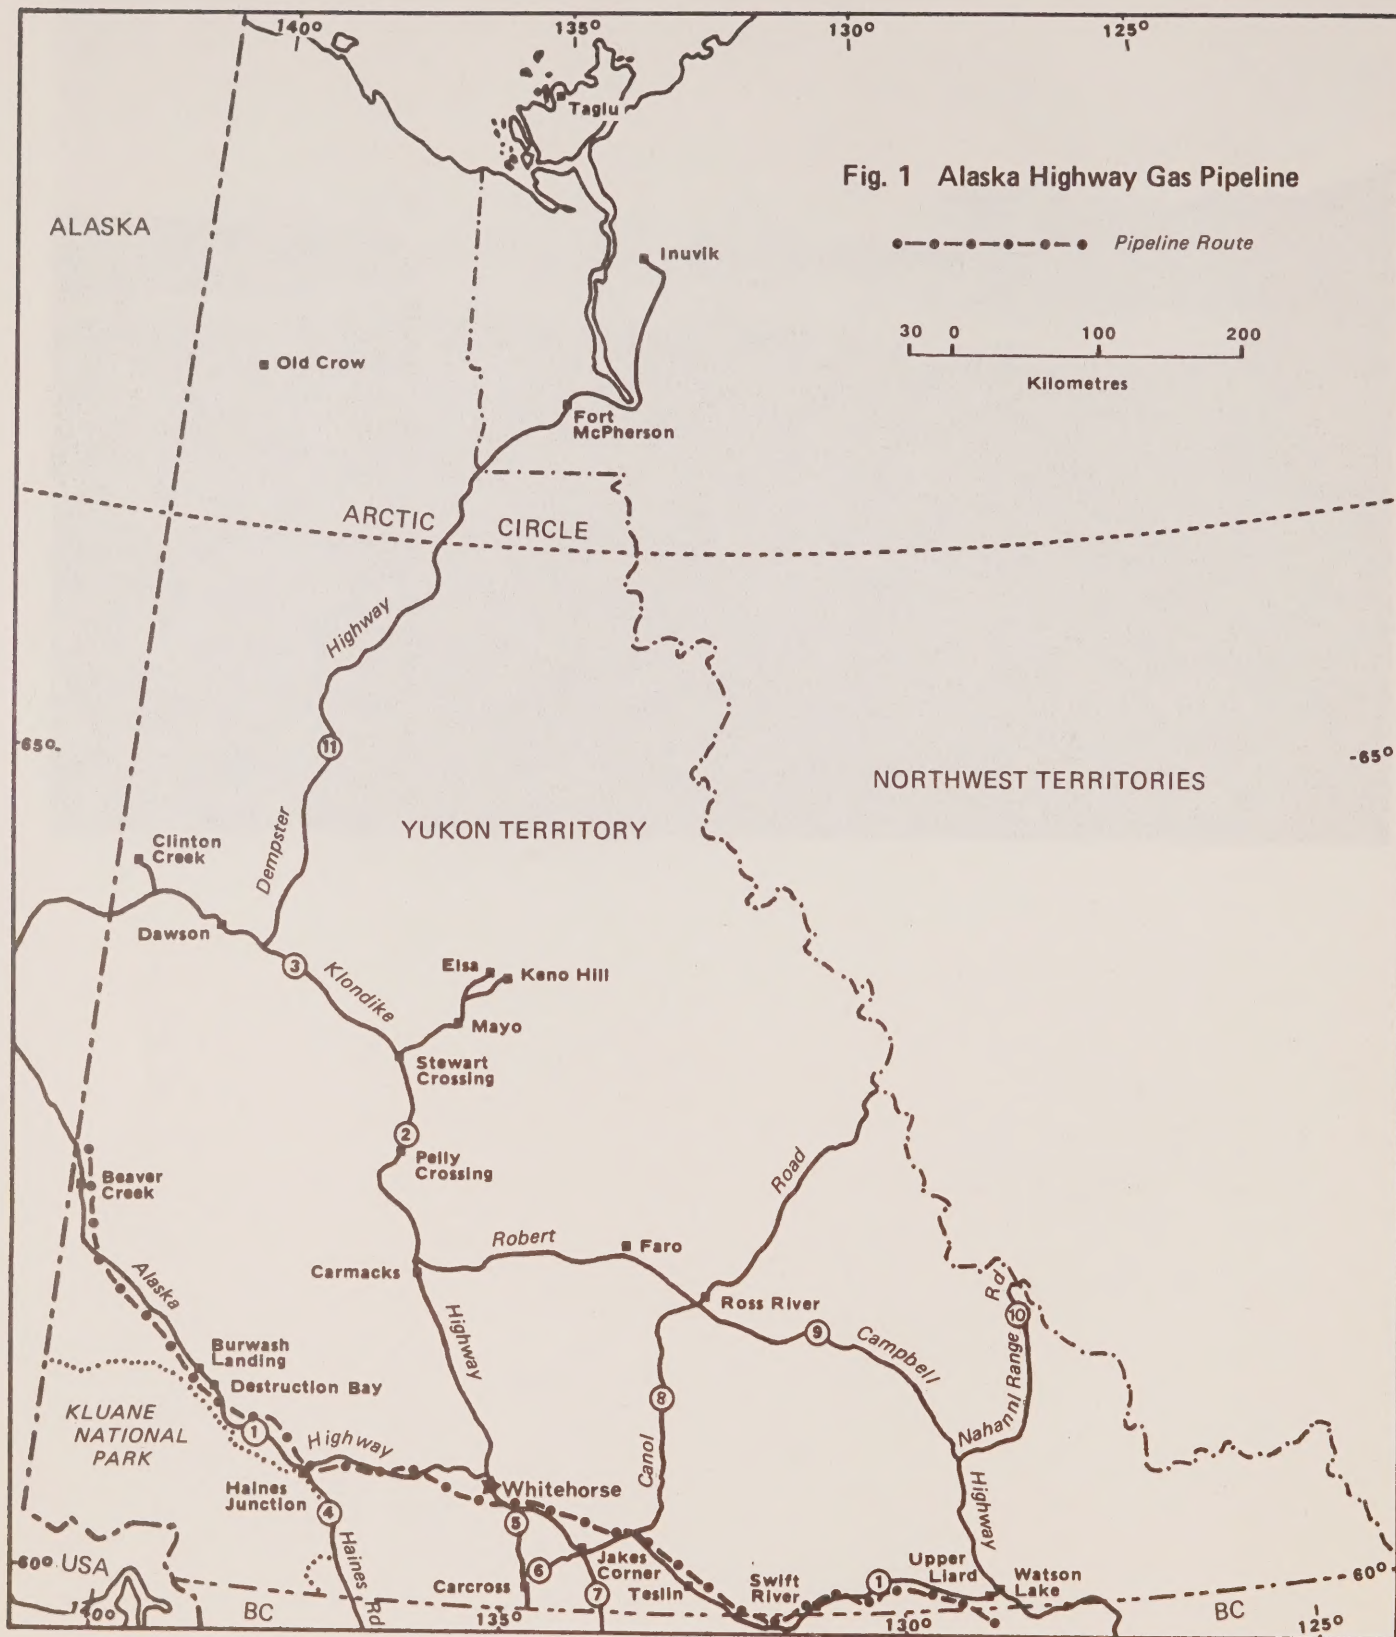 140°
135°
130°
125°
Taglu
Fig. 1 Alaska Highway Gas Pipeline
ALASKA
Pipeline Route
Inuvik
30 0 100 200
Kilometres
Old Crow
Fort
McPherson
ARCTIC CIRCLE
Highway
65°
11
-65°
NORTHWEST TERRITORIES
YUKON TERRITORY
Dempster
Clinton
Creek
Dawson
3
Klondike
Elsa
Keno Hill
Mayo
Stewart
Crossing
2
Pelly
Crossing
Road
Beaver
Creek
Robert
Faro
Carmacks
Alaska
Rd
Ross River
10
Highway
9
Campbell
Burwash
Landing
Destruction Bay
Nahanni Range
8
KLUANE
NATIONAL
PARK
1
Highway
Canol
Haines
Junction
Whitehorse
Highway
4
5
Haines
Rd
60°
USA
6
Jakes
Corner
Carcross
7
Teslin
Swift
River
1
Upper
Liard
Watson
Lake
60°
140°
BC
135°
130°
BC
125°